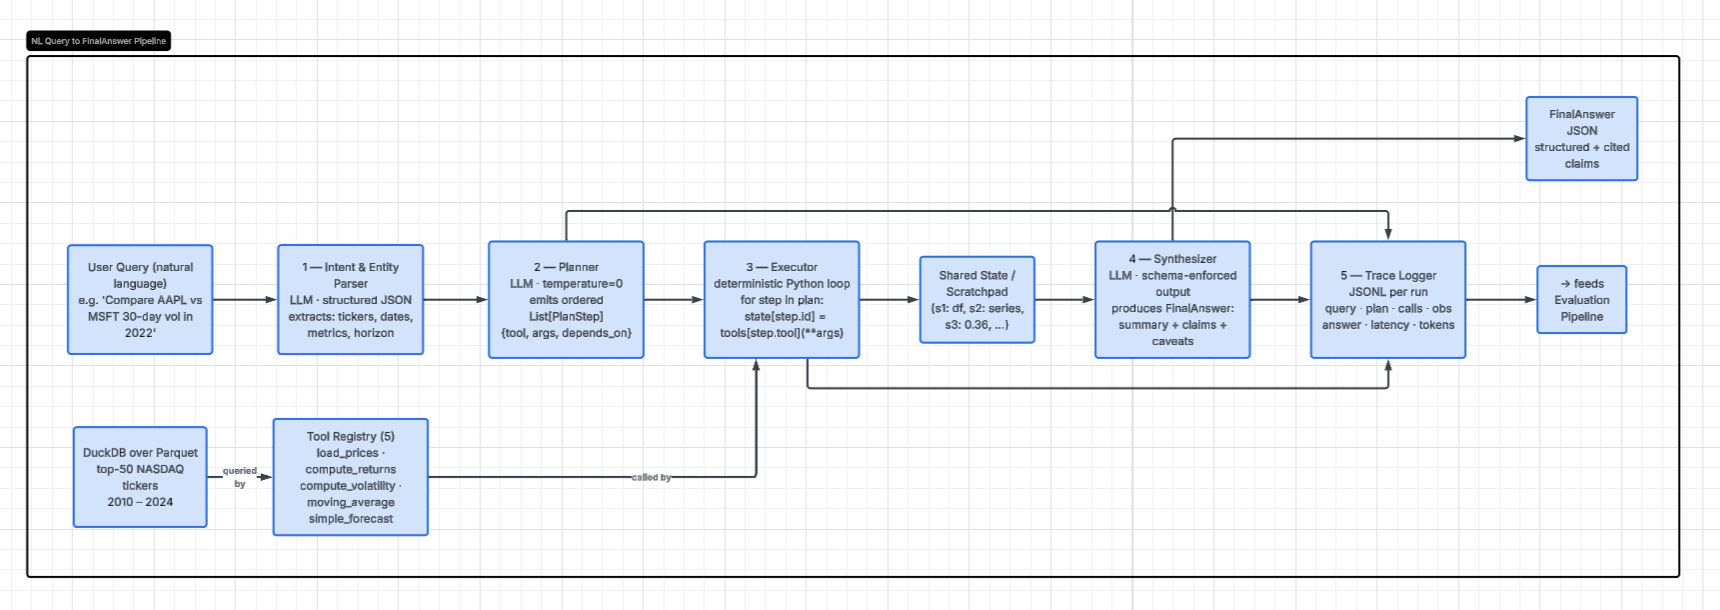 NL Query to FinalAnswer Pipeline
FinalAnswer
JSON
structured + cited
claims
User Query (natural
language)
e.g. 'Compare AAPL vs
MSFT 30-day vol in
2022'
1 — Intent & Entity
Parser
LLM · structured JSON
extracts: tickers, dates,
metrics, horizon
2 — Planner
LLM · temperature=0
emits ordered
List[PlanStep]
{tool, args, depends_on}
3 — Executor
deterministic Python loop
for step in plan:
state[step.id] =
tools[step.tool](**args)
Shared State /
Scratchpad
(s1: df, s2: series,
s3: 0.36, ...}
4 — Synthesizer
LLM · schema-enforced
output
produces FinalAnswer:
summary + claims +
caveats
5 — Trace Logger
JSONL per run
query · plan · calls · obs
answer · latency · tokens
→ feeds
Evaluation
Pipeline
DuckDB over Parquet
top-50 NASDAQ
tickers
2010 – 2024
queried
by
Tool Registry (5)
load_prices ·
compute_returns
compute_volatility ·
moving_average
simple_forecast
called by